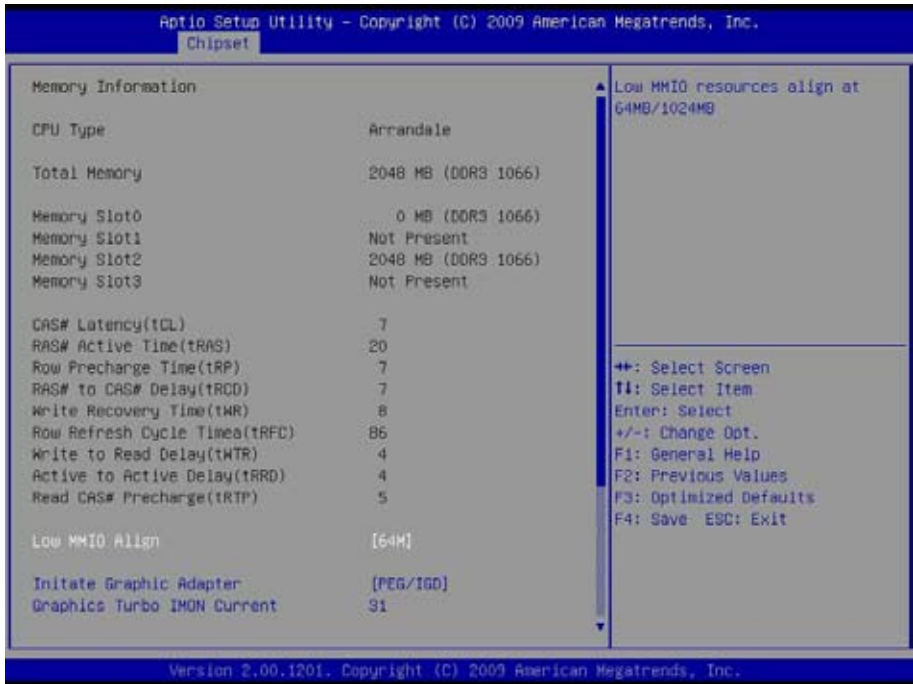 Aptio Setup Utility - Copyright (C) 2009 American Megatrends, Inc.
Chipset
Memory Information
CPU Type Arrandale
Total Memory 2048 MB (DDR3 1066)
Memory Slot0 0 MB (DDR3 1066)
Memory Slot1 Not Present
Memory Slot2 2048 MB (DDR3 1066)
Memory Slot3 Not Present
CAS# Latency(tCL) 7
RAS# Active Time(tRAS) 20
Row Precharge Time(tRP) 7
RAS# to CAS# Delay(tRCD) 7
Write Recovery Time(tWR) 8
Row Refresh Cycle Timea(tRFC) 86
Write to Read Delay(tWTR) 4
Active to Active Delay(tRRD) 4
Read CAS# Precharge(tRTP) 5
Low MMIO Align [64M]
Initate Graphic Adapter [PEG/IGD]
Graphics Turbo IMON Current 31
Low MMIO resources align at
64MB/1024MB
→←: Select Screen
↑↓: Select Item
Enter: Select
+/-: Change Opt.
F1: General Help
F2: Previous Values
F3: Optimized Defaults
F4: Save ESC: Exit
Version 2.00.1201. Copyright (C) 2009 American Megatrends, Inc.